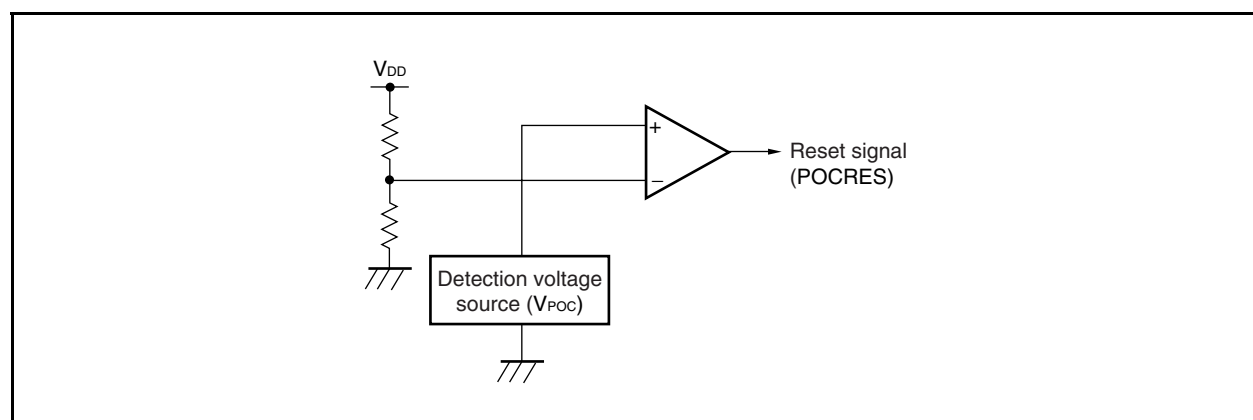 VDD
+
−
Reset signal
(POCRES)
Detection voltage
source (VPOC)